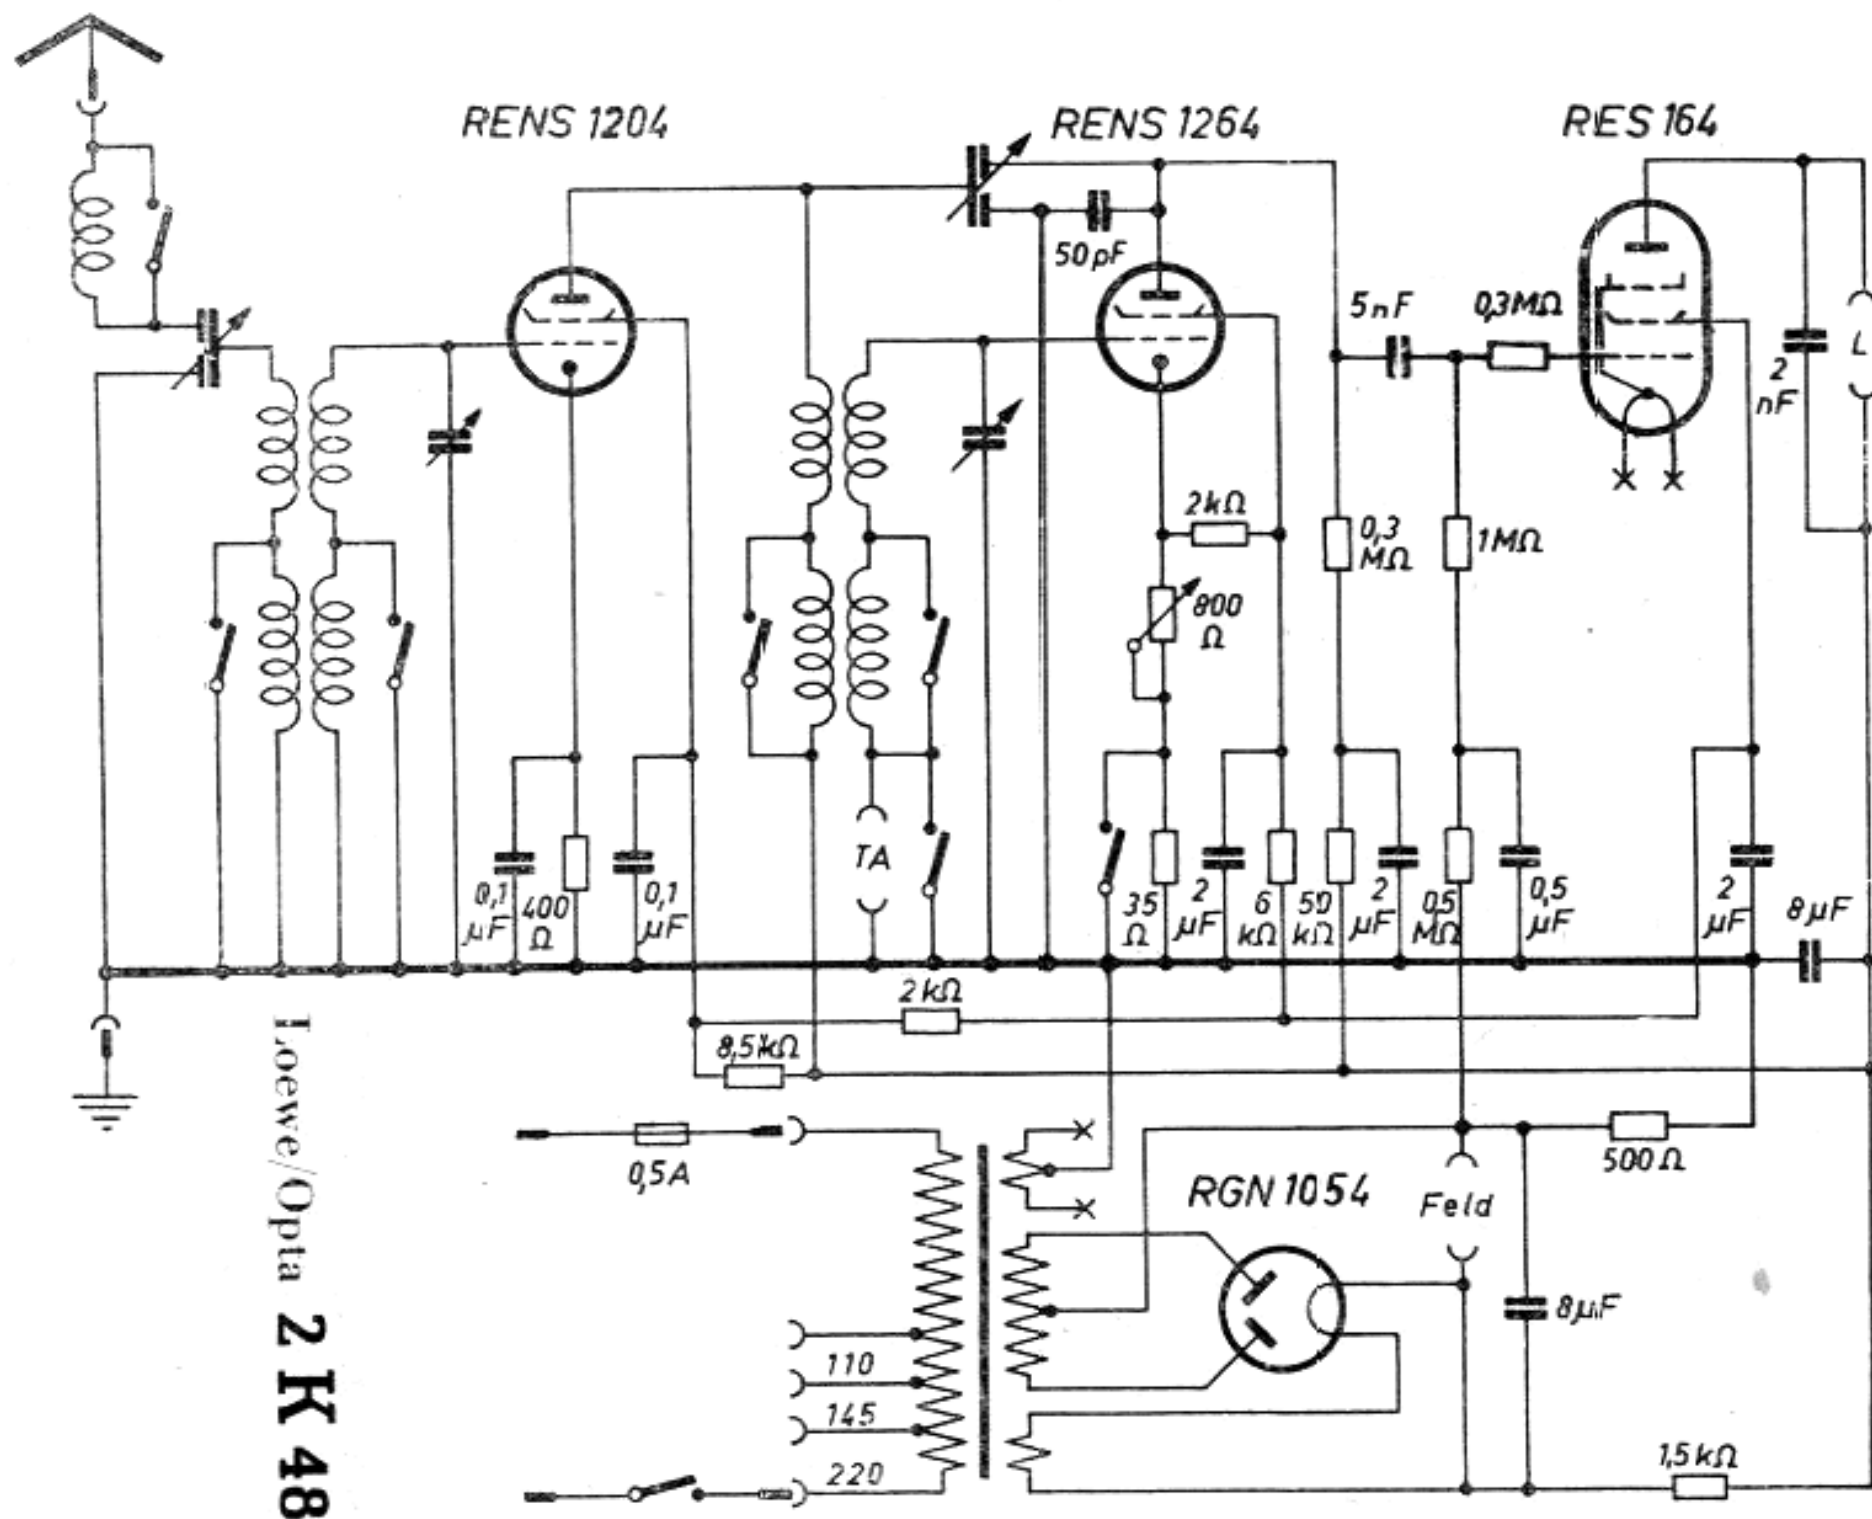 RENS 1204
RENS 1264
RES 164
50pF
5nF
0,3MΩ
2
nF
L
2kΩ
0,3
MΩ
1MΩ
800
Ω
TA
0,1
µF
400
Ω
0,1
µF
35
Ω
2
µF
6
kΩ
50
kΩ
2
µF
0,5
MΩ
0,5
µF
2
µF
8µF
2kΩ
8,5kΩ
0,5A
500Ω
RGN 1054
Feld
110
145
220
8µF
1,5kΩ
Loewe/Opta 2 K 48